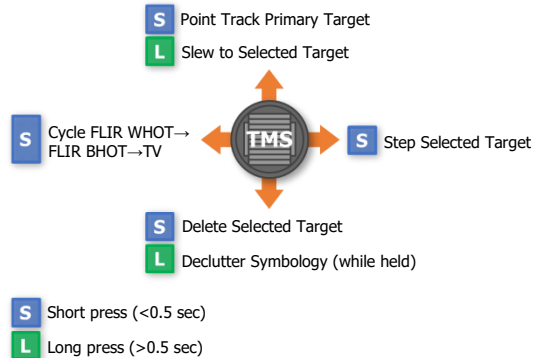 S Point Track Primary Target
L Slew to Selected Target
S Cycle FLIR WHOT→
FLIR BHOT→TV
TMS
S Step Selected Target
S Delete Selected Target
L Declutter Symbology (while held)
S Short press (<0.5 sec)
L Long press (>0.5 sec)